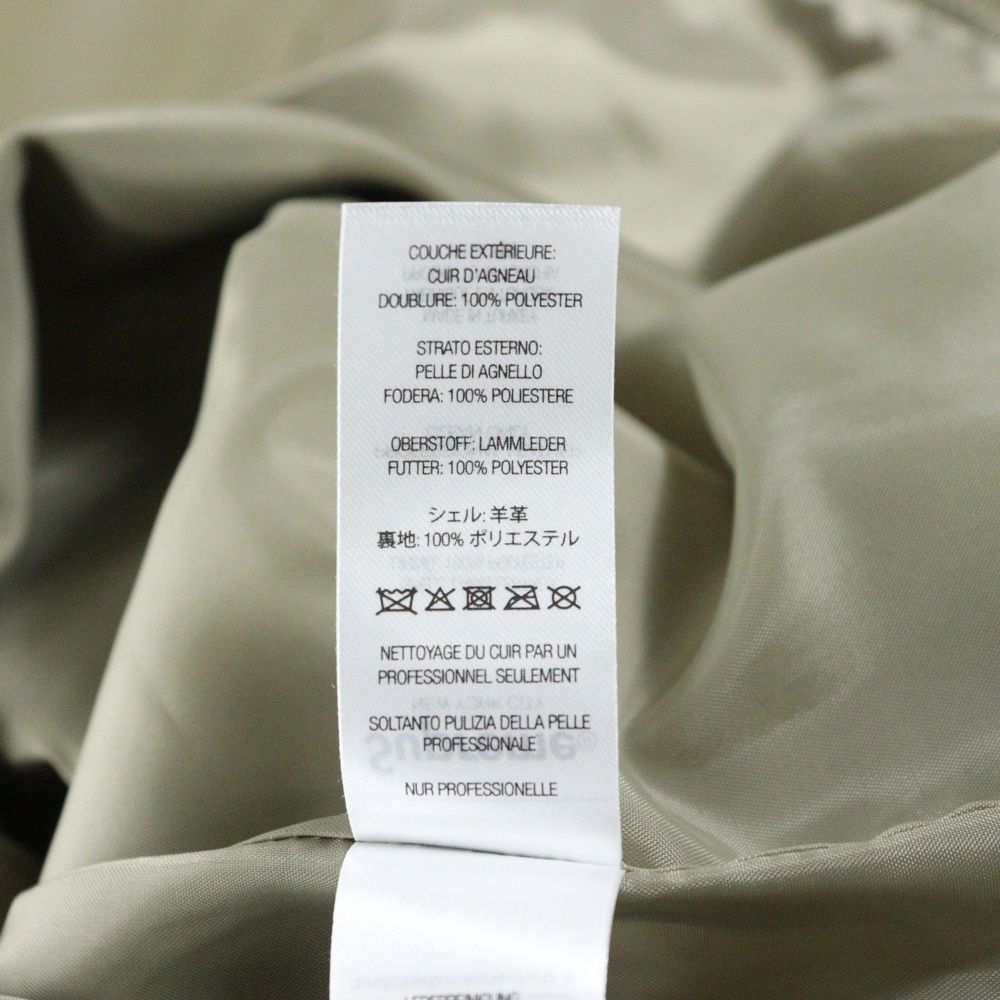 COUCHE EXTÉRIEURE:
CUIR D'AGNEAU
DOUBLURE: 100% POLYESTER
STRATO ESTERNO:
PELLE DI AGNELLO
FODERA: 100% POLIESTERE
OBERSTOFF: LAMMLEDER
FUTTER: 100% POLYESTER
シェル: 羊革
裏地: 100% ポリエステル
NETTOYAGE DU CUIR PAR UN
PROFESSIONNEL SEULEMENT
SOLTANTO PULIZIA DELLA PELLE
PROFESSIONALE
NUR PROFESSIONELLE
LEDERREINIGUNG